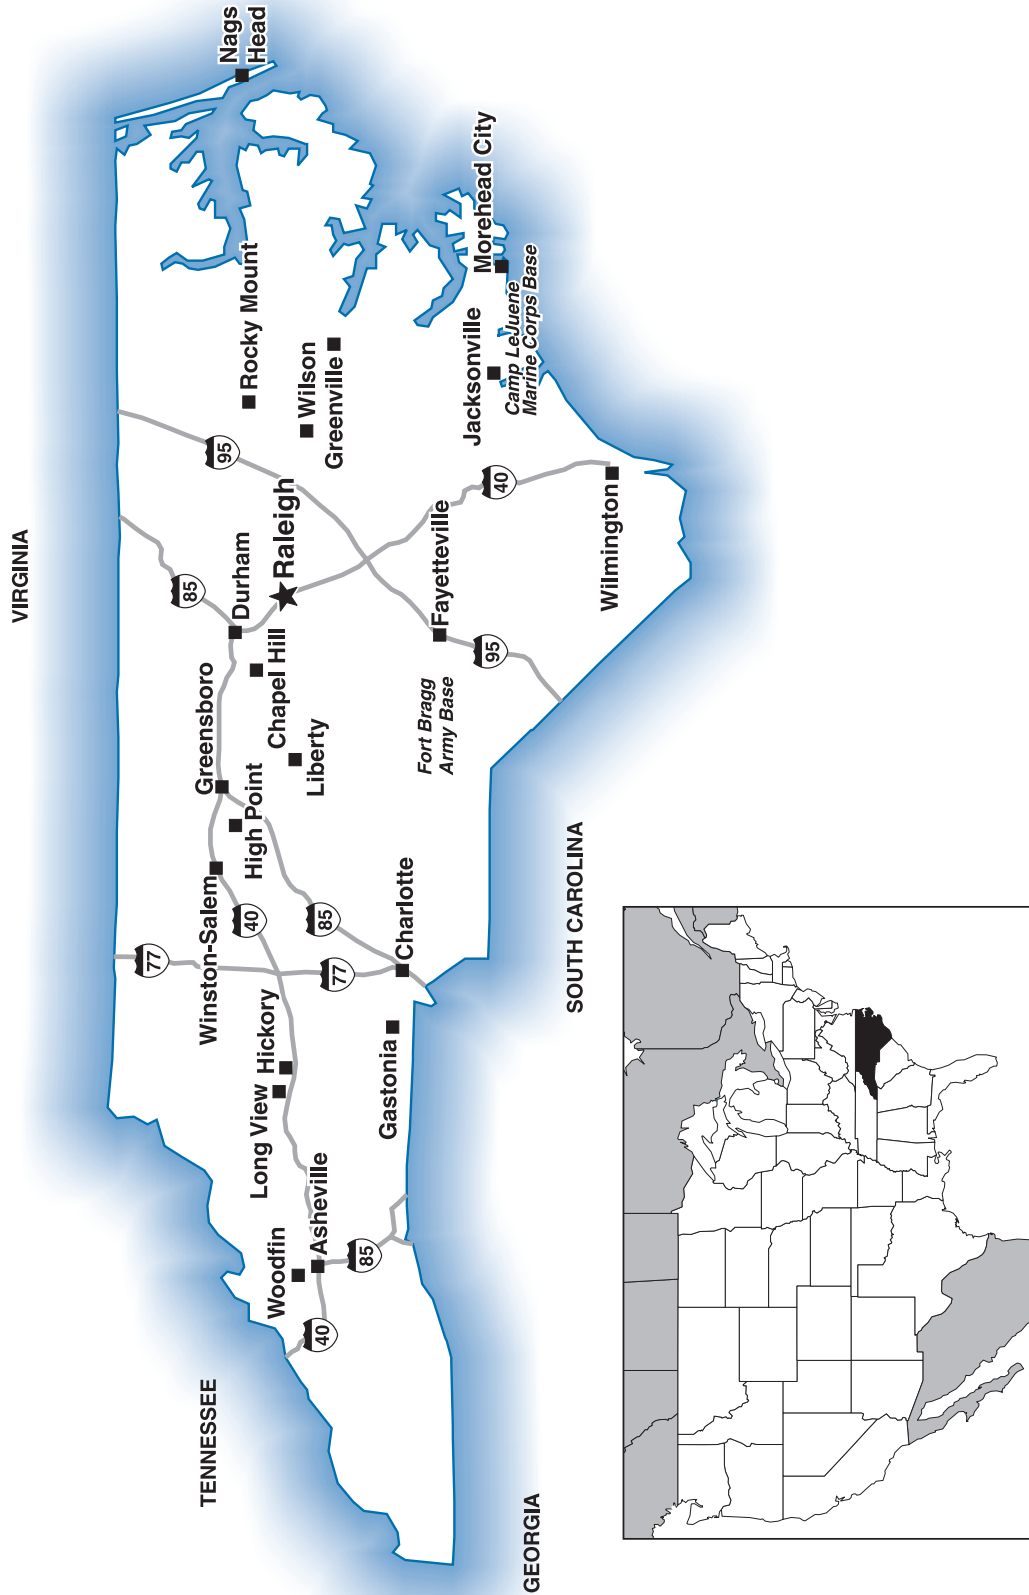 VIRGINIA
Nags
Head
95
85
Rocky Mount
Durham
Greensboro
Wilson
Raleigh
Greenville
Chapel Hill
High Point
Liberty
Winston-Salem
77
40
85
77
Morehead City
Jacksonville
Camp LeJuene
Marine Corps Base
40
Fayetteville
Fort Bragg
Army Base
95
Charlotte
Hickory
Long View
Gastonia
Asheville
Woodfin
85
40
Wilmington
TENNESSEE
SOUTH CAROLINA
GEORGIA